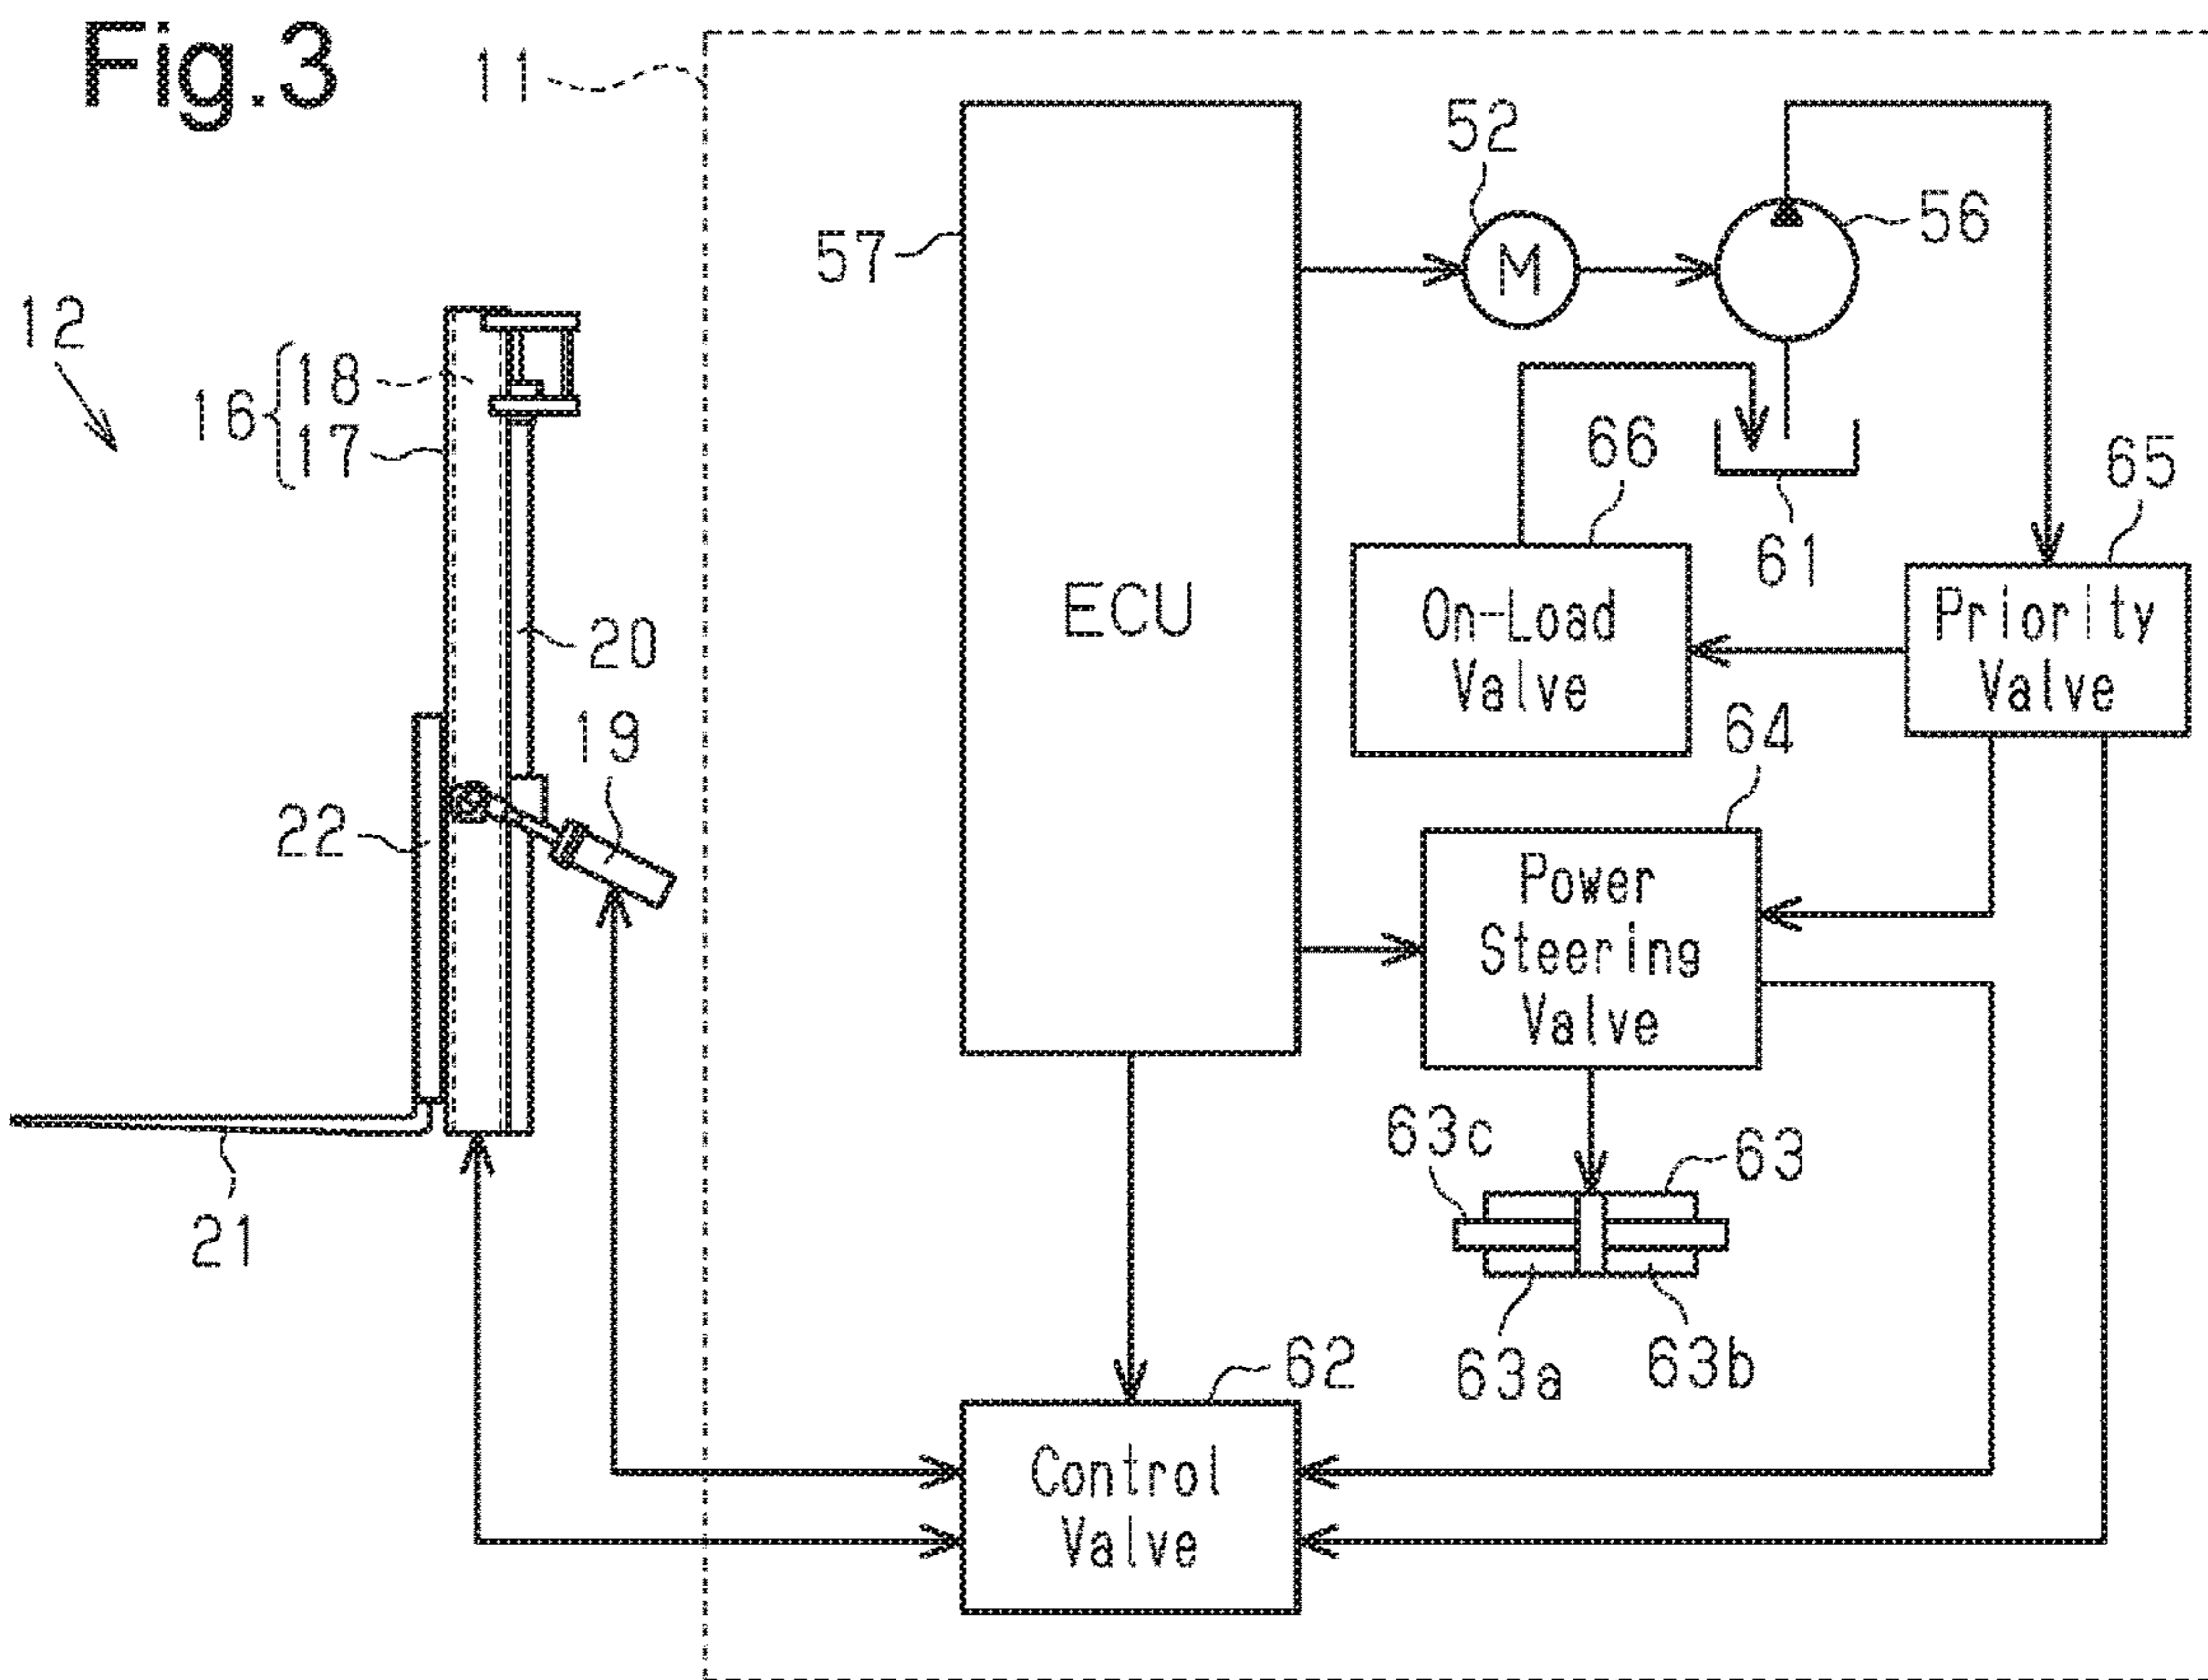 Fig.3
11
52
56
57
M
12
18
16
17
66
65
61
ECU
On-Load
Valve
Priority
Valve
20
19
64
22
Power
Steering
Valve
63c
63
21
63a
63b
62
Control
Valve